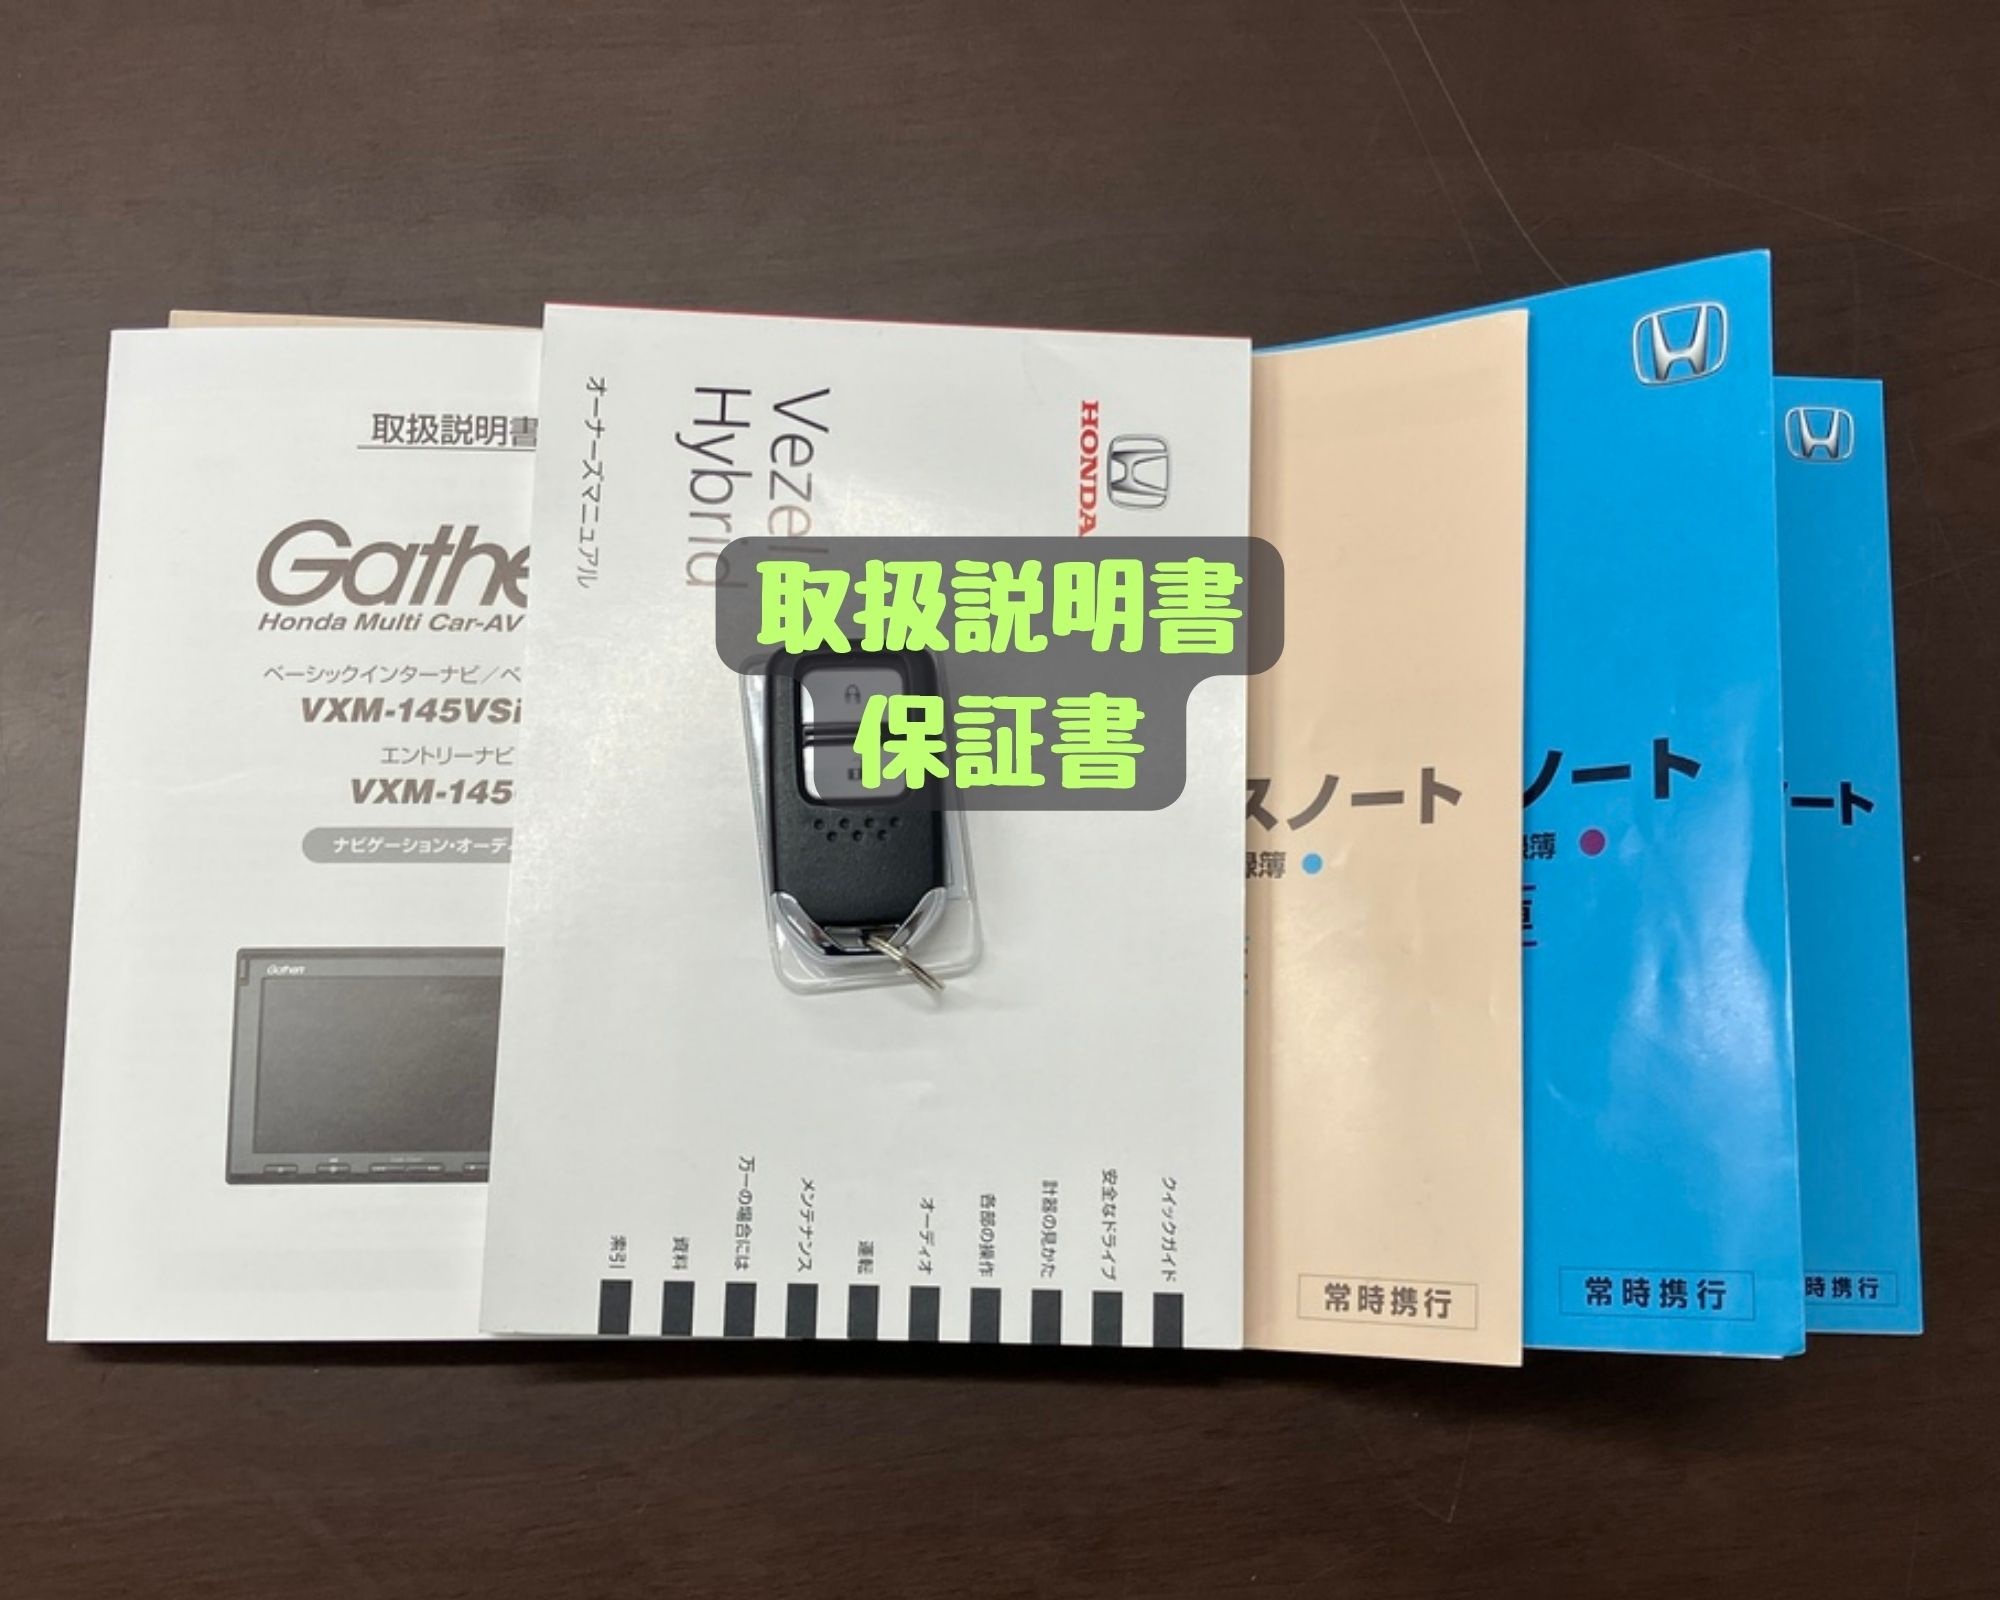 取扱説明書
保証書
取扱説明書
Gathe
Honda Multi Car-AV
ベーシックインターナビ／ベ
VXM-145VSi
エントリーナビ
VXM-145
ナビゲーション・オーディ
Gathers
HONDA
Vezel
Hybrid
オーナーズマニュアル
クイックガイド
安全なドライブ
計器の見かた
各部の操作
オーディオ
運転
メンテナンス
万一の場合には
資料
索引
スノート
録簿
常時携行
ノート
録簿
車
常時携行
ート
時携行